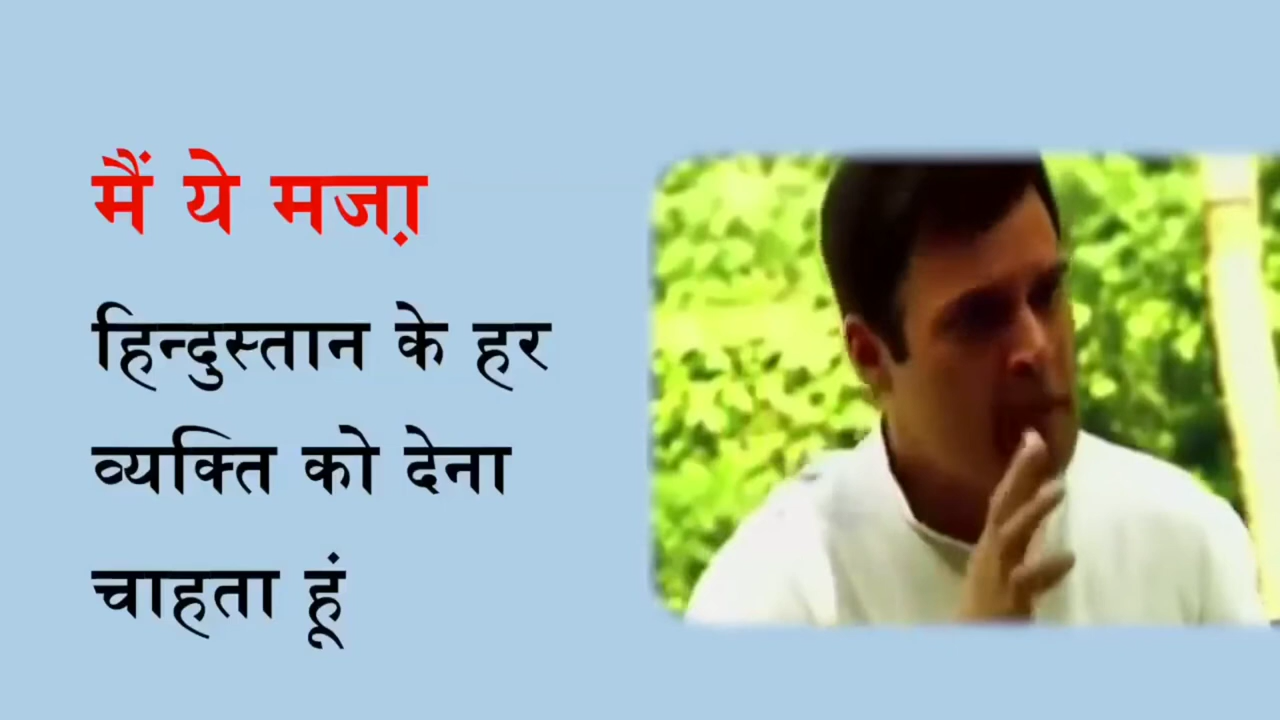 मैं ये मजा़
हिन्दुस्तान के हर
व्यक्ति को देना
चाहता हूं